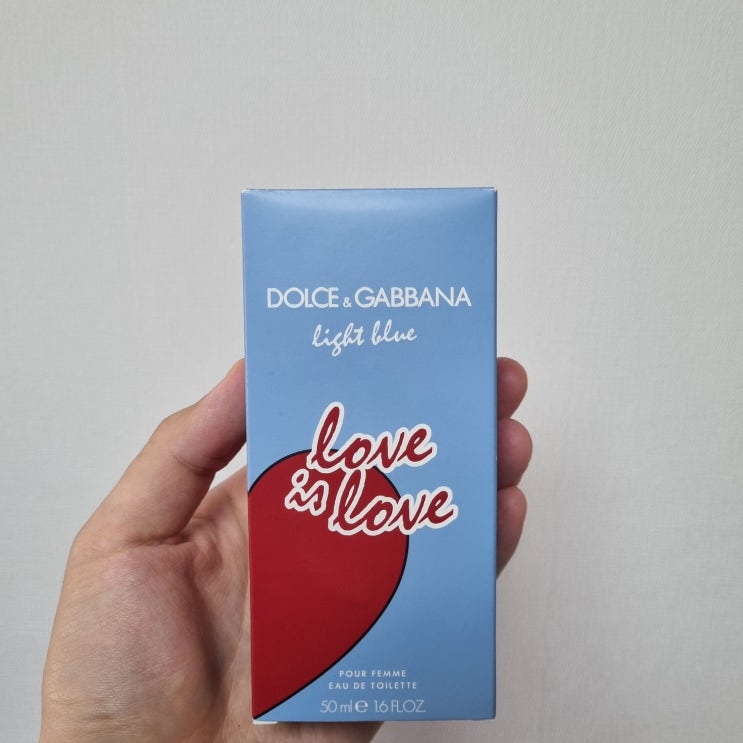 DOLCE & GABBANA
light blue
love
is love
POUR FEMME
EAU DE TOILETTE
50 ml e 1.6 FL.OZ.